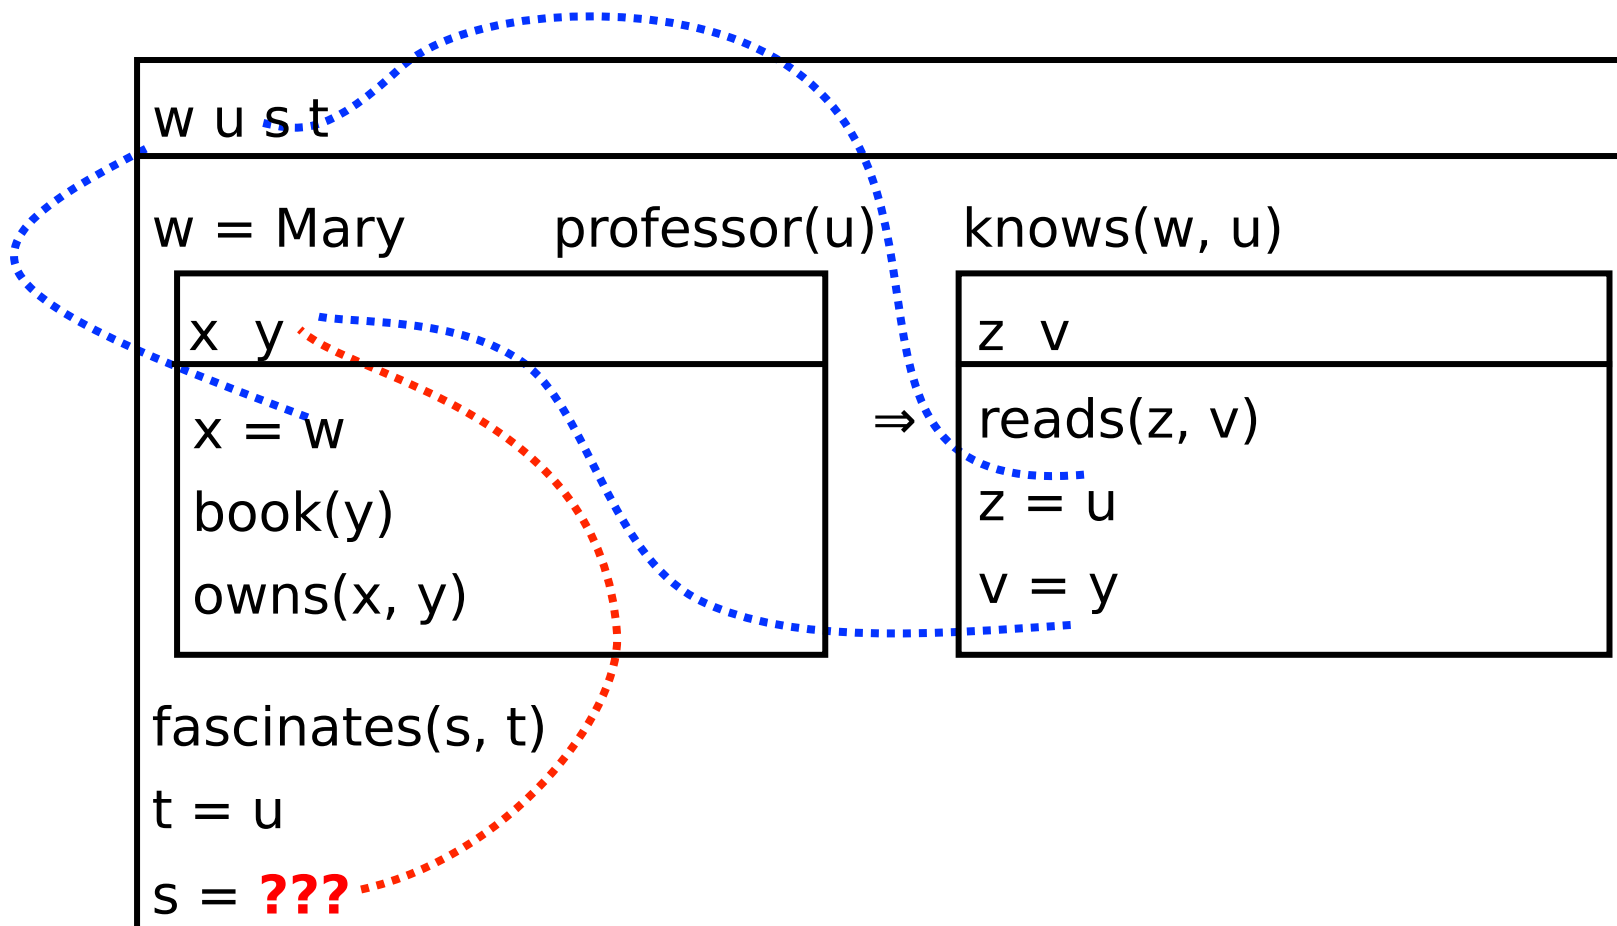 w u s t
w = Mary professor(u) knows(w, u)
x y
x = w
book(y)
owns(x, y)
⇒
z v
reads(z, v)
z = u
v = y
fascinates(s, t)
t = u
s = ???